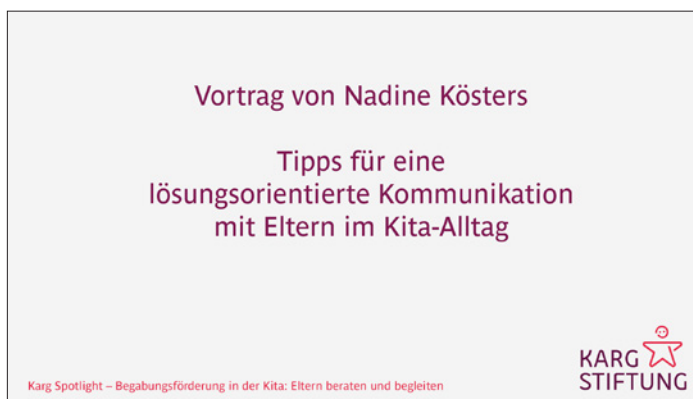 Vortrag von Nadine Kösters
Tipps für eine
lösungsorientierte Kommunikation
mit Eltern im Kita-Alltag
Karg Spotlight – Begabungsförderung in der Kita: Eltern beraten und begleiten
KARG
STIFTUNG